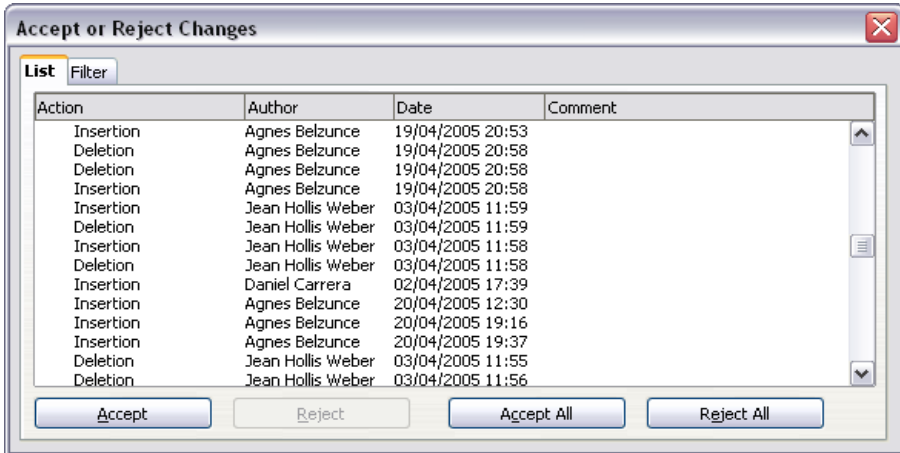 Accept or Reject Changes
List Filter
Action Author Date Comment
Insertion Agnes Belzunce 19/04/2005 20:53
Deletion Agnes Belzunce 19/04/2005 20:58
Deletion Agnes Belzunce 19/04/2005 20:58
Insertion Agnes Belzunce 19/04/2005 20:58
Insertion Jean Hollis Weber 03/04/2005 11:59
Deletion Jean Hollis Weber 03/04/2005 11:59
Insertion Jean Hollis Weber 03/04/2005 11:58
Deletion Jean Hollis Weber 03/04/2005 11:58
Insertion Daniel Carrera 02/04/2005 17:39
Insertion Agnes Belzunce 20/04/2005 12:30
Insertion Agnes Belzunce 20/04/2005 19:16
Insertion Agnes Belzunce 20/04/2005 19:37
Deletion Jean Hollis Weber 03/04/2005 11:55
Deletion Jean Hollis Weber 03/04/2005 11:56
Accept Reject Accept All Reject All